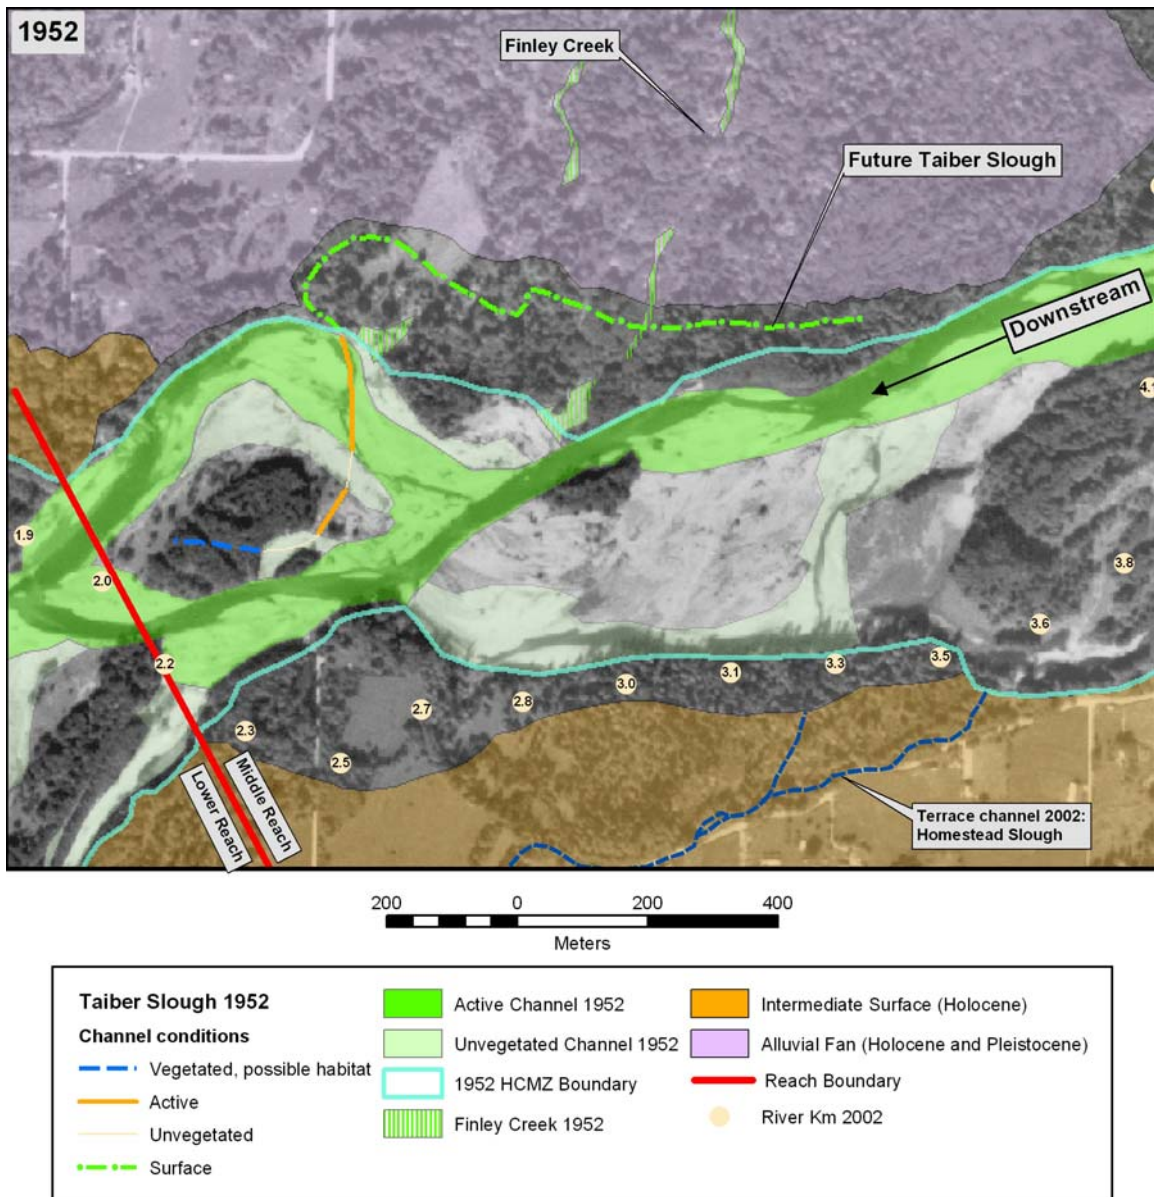 1952
Finley Creek
Future Taiber Slough
Downstream
4.1
1.9
2.0
3.8
3.6
2.2
3.5
3.3
3.1
3.0
2.8
2.7
2.3
2.5
Lower Reach
Middle Reach
Terrace channel 2002:
Homestead Slough
200 0 200 400
Meters
Taiber Slough 1952
Channel conditions
Vegetated, possible habitat
Active
Unvegetated
Surface
Active Channel 1952
Unvegetated Channel 1952
1952 HCMZ Boundary
Finley Creek 1952
Intermediate Surface (Holocene)
Alluvial Fan (Holocene and Pleistocene)
Reach Boundary
River Km 2002